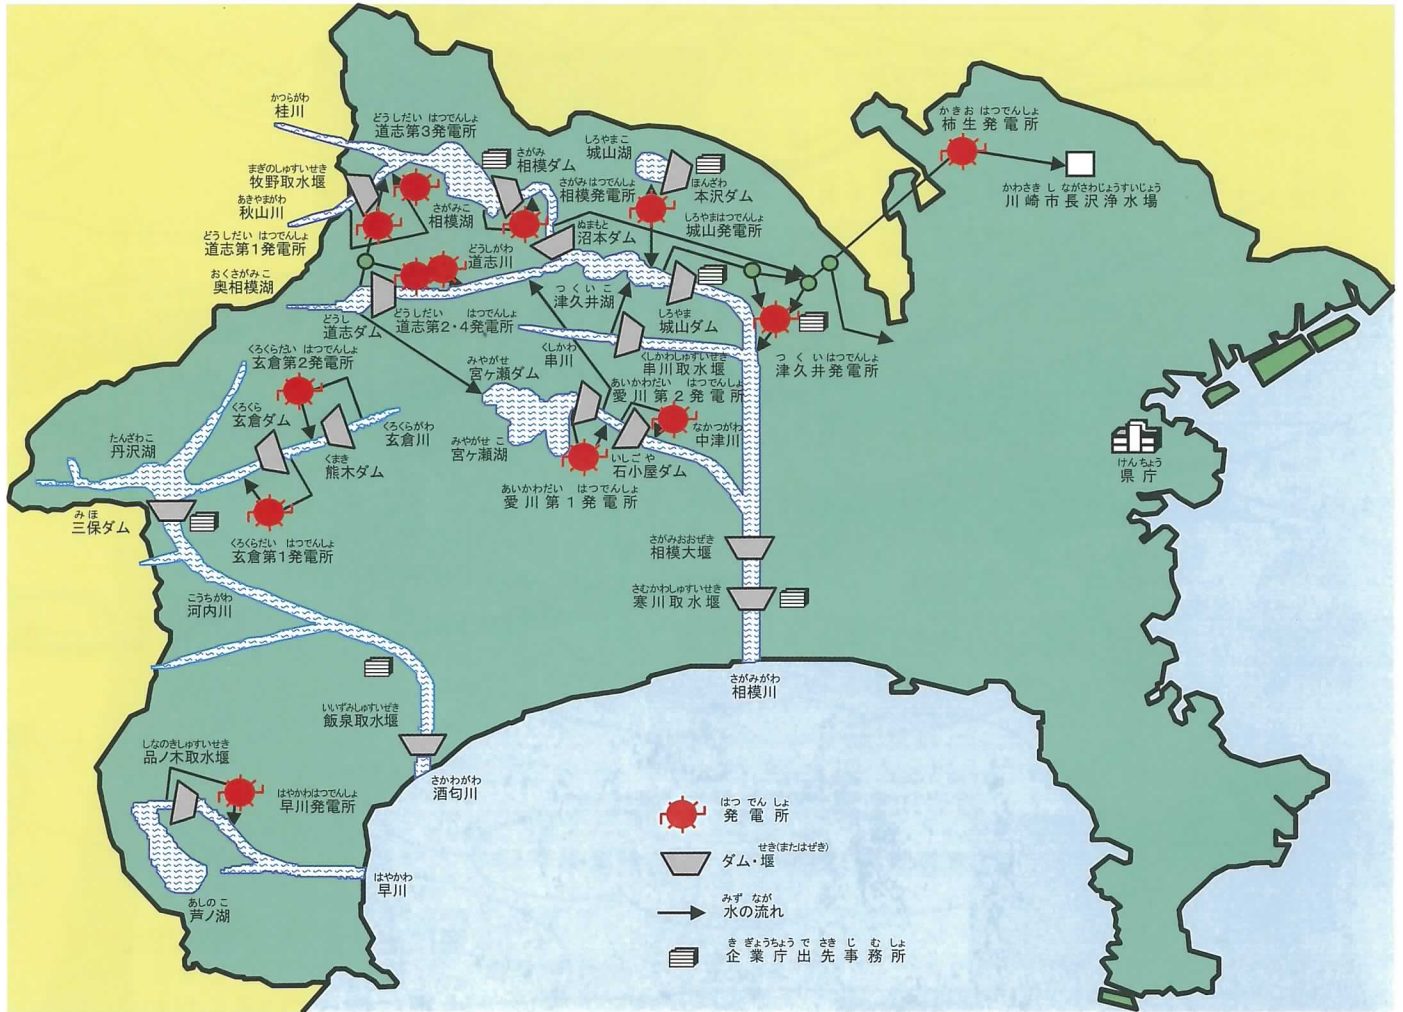 かつらがわ
桂川
どうしだい はつでんしょ
道志第3発電所
さがみ
相模ダム
しろやまこ
城山湖
かきお はつでんしょ
柿生発電所
まぎのしゅすいせき
牧野取水堰
あきやまがわ
秋山川
さがみこ
相模湖
さがみはつでんしょ
相模発電所
ほんざわ
本沢ダム
かわさき し ながさわじょうすいじょう
川崎市長沢浄水場
どうしだい はつでんしょ
道志第1発電所
しろやまはつでんしょ
城山発電所
ぬまもと
沼本ダム
おくさがみこ
奥相模湖
どうしがわ
道志川
つくいこ
津久井湖
どうし
道志ダム
どうしだい はつでんしょ
道志第2・4発電所
しろやま
城山ダム
くしかわ
串川
くしかわしゅすいせき
串川取水堰
つくいはつでんしょ
津久井発電所
くろくらだい はつでんしょ
玄倉第2発電所
みやがせ
宮ヶ瀬ダム
あいかわだい はつでんしょ
愛川第2発電所
くろくら
玄倉ダム
くろくらがわ
玄倉川
なかつがわ
中津川
たんざわこ
丹沢湖
くまき
熊木ダム
みやがせ こ
宮ヶ瀬湖
いしごや
石小屋ダム
けんちょう
県庁
あいかわだい はつでんしょ
愛川第1発電所
みほ
三保ダム
くろくらだい はつでんしょ
玄倉第1発電所
さがみおおぜき
相模大堰
こうちがわ
河内川
さむかわしゅすいせき
寒川取水堰
さがみがわ
相模川
いいずみしゅすいぜき
飯泉取水堰
しなのきしゅすいせき
品ノ木取水堰
さかわがわ
酒匂川
はやかわはつでんしょ
早川発電所
はやかわ
早川
あしのこ
芦ノ湖
はつ でん しょ
発電所
せき(またはぜき)
ダム・堰
みず なが
水の流れ
き ぎょうちょう で さき じ む しょ
企業庁出先事務所